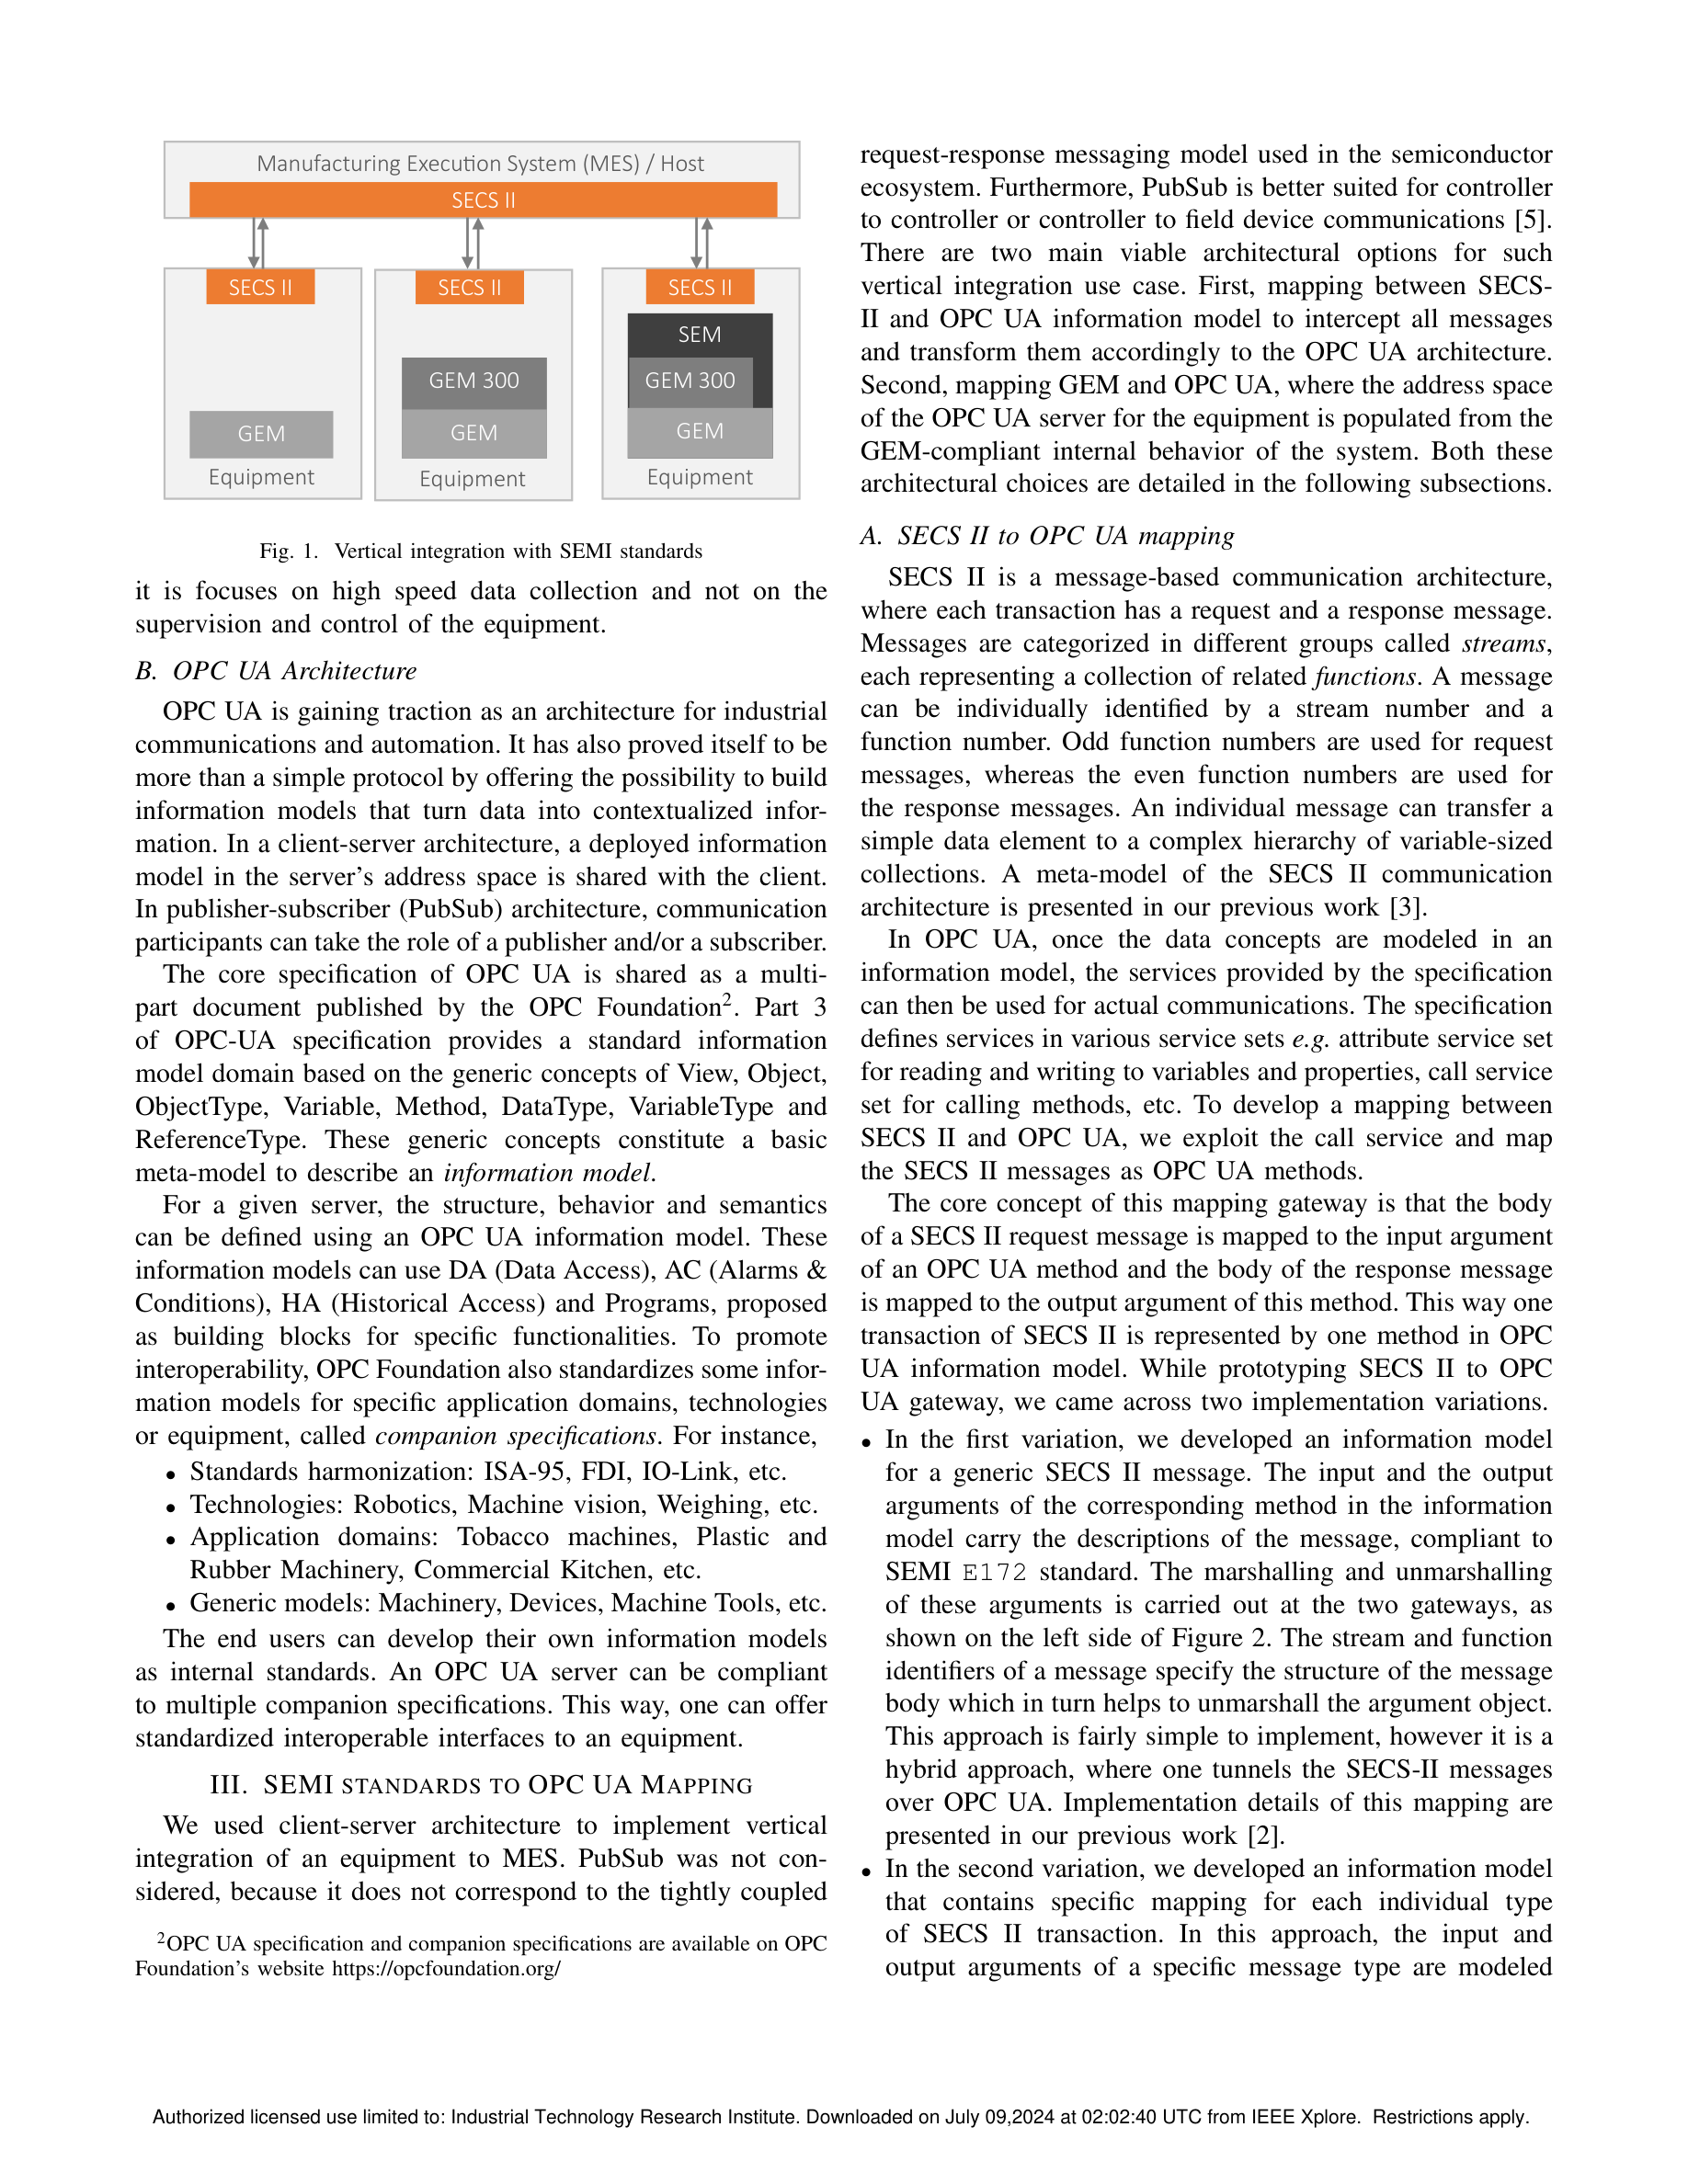 Manufacturing Execution System (MES) / Host
SECS II
SECS II
SECS II
SECS II
SEM
GEM 300
GEM 300
GEM
GEM
GEM
Equipment
Equipment
Equipment
Fig. 1. Vertical integration with SEMI standards
it is focuses on high speed data collection and not on the
supervision and control of the equipment.
B. OPC UA Architecture
OPC UA is gaining traction as an architecture for industrial
communications and automation. It has also proved itself to be
more than a simple protocol by offering the possibility to build
information models that turn data into contextualized infor-
mation. In a client-server architecture, a deployed information
model in the server's address space is shared with the client.
In publisher-subscriber (PubSub) architecture, communication
participants can take the role of a publisher and/or a subscriber.
The core specification of OPC UA is shared as a multi-
part document published by the OPC Foundation2. Part 3
of OPC-UA specification provides a standard information
model domain based on the generic concepts of View, Object,
ObjectType, Variable, Method, DataType, VariableType and
ReferenceType. These generic concepts constitute a basic
meta-model to describe an information model.
For a given server, the structure, behavior and semantics
can be defined using an OPC UA information model. These
information models can use DA (Data Access), AC (Alarms &
Conditions), HA (Historical Access) and Programs, proposed
as building blocks for specific functionalities. To promote
interoperability, OPC Foundation also standardizes some infor-
mation models for specific application domains, technologies
or equipment, called companion specifications. For instance,
• Standards harmonization: ISA-95, FDI, IO-Link, etc.
• Technologies: Robotics, Machine vision, Weighing, etc.
• Application domains: Tobacco machines, Plastic and
Rubber Machinery, Commercial Kitchen, etc.
• Generic models: Machinery, Devices, Machine Tools, etc.
The end users can develop their own information models
as internal standards. An OPC UA server can be compliant
to multiple companion specifications. This way, one can offer
standardized interoperable interfaces to an equipment.
III. SEMI STANDARDS TO OPC UA MAPPING
We used client-server architecture to implement vertical
integration of an equipment to MES. PubSub was not con-
sidered, because it does not correspond to the tightly coupled
2OPC UA specification and companion specifications are available on OPC
Foundation's website https://opcfoundation.org/
request-response messaging model used in the semiconductor
ecosystem. Furthermore, PubSub is better suited for controller
to controller or controller to field device communications [5].
There are two main viable architectural options for such
vertical integration use case. First, mapping between SECS-
II and OPC UA information model to intercept all messages
and transform them accordingly to the OPC UA architecture.
Second, mapping GEM and OPC UA, where the address space
of the OPC UA server for the equipment is populated from the
GEM-compliant internal behavior of the system. Both these
architectural choices are detailed in the following subsections.
A. SECS II to OPC UA mapping
SECS II is a message-based communication architecture,
where each transaction has a request and a response message.
Messages are categorized in different groups called streams,
each representing a collection of related functions. A message
can be individually identified by a stream number and a
function number. Odd function numbers are used for request
messages, whereas the even function numbers are used for
the response messages. An individual message can transfer a
simple data element to a complex hierarchy of variable-sized
collections. A meta-model of the SECS II communication
architecture is presented in our previous work [3].
In OPC UA, once the data concepts are modeled in an
information model, the services provided by the specification
can then be used for actual communications. The specification
defines services in various service sets e.g. attribute service set
for reading and writing to variables and properties, call service
set for calling methods, etc. To develop a mapping between
SECS II and OPC UA, we exploit the call service and map
the SECS II messages as OPC UA methods.
The core concept of this mapping gateway is that the body
of a SECS II request message is mapped to the input argument
of an OPC UA method and the body of the response message
is mapped to the output argument of this method. This way one
transaction of SECS II is represented by one method in OPC
UA information model. While prototyping SECS II to OPC
UA gateway, we came across two implementation variations.
• In the first variation, we developed an information model
for a generic SECS II message. The input and the output
arguments of the corresponding method in the information
model carry the descriptions of the message, compliant to
SEMI E172 standard. The marshalling and unmarshalling
of these arguments is carried out at the two gateways, as
shown on the left side of Figure 2. The stream and function
identifiers of a message specify the structure of the message
body which in turn helps to unmarshall the argument object.
This approach is fairly simple to implement, however it is a
hybrid approach, where one tunnels the SECS-II messages
over OPC UA. Implementation details of this mapping are
presented in our previous work [2].
• In the second variation, we developed an information model
that contains specific mapping for each individual type
of SECS II transaction. In this approach, the input and
output arguments of a specific message type are modeled
Authorized licensed use limited to: Industrial Technology Research Institute. Downloaded on July 09,2024 at 02:02:40 UTC from IEEE Xplore. Restrictions apply.